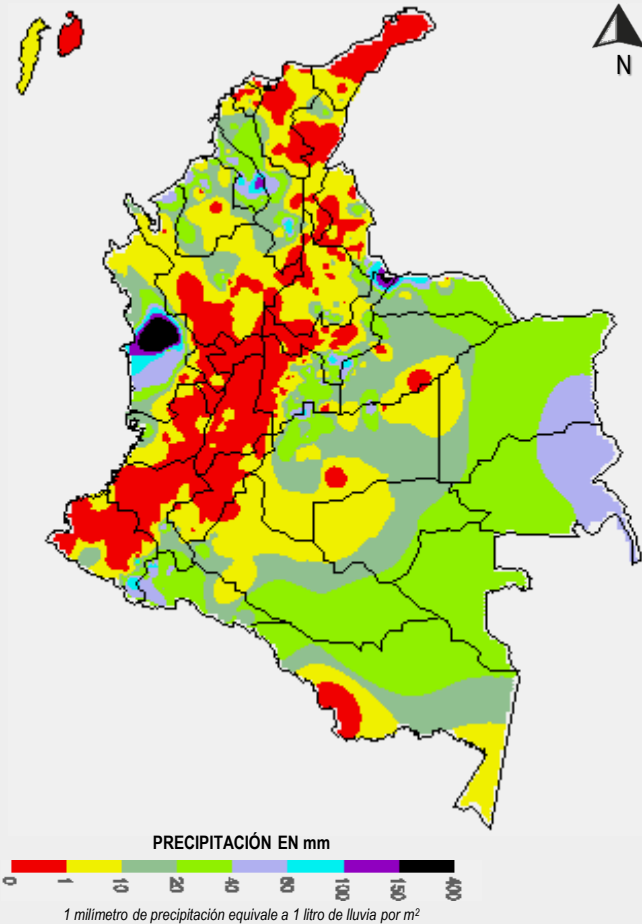 N
PRECIPITACIÓN EN mm
0 1 10 20 40 80 100 150 400
1 milímetro de precipitación equivale a 1 litro de lluvia por m²